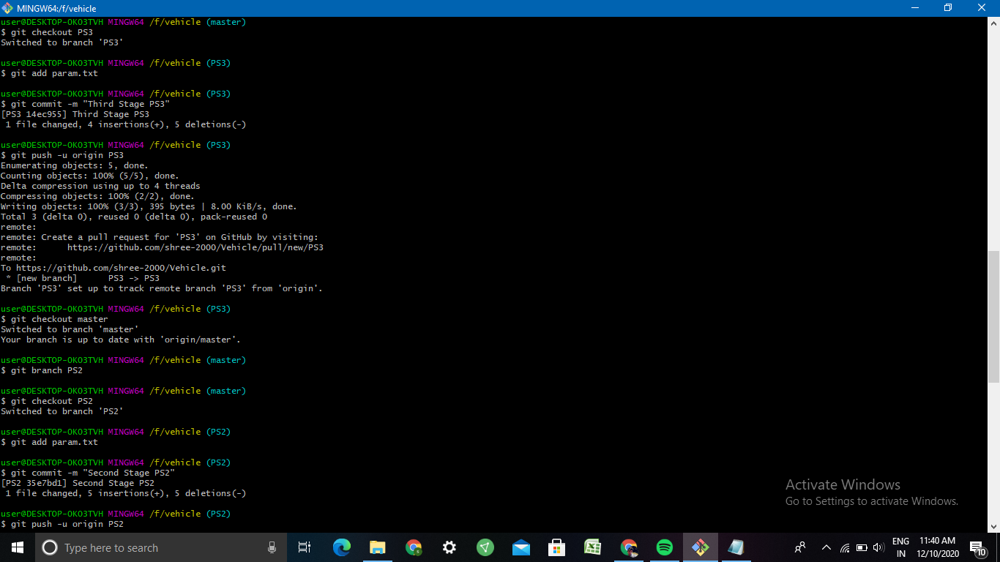 MINGW64:/f/vehicle
user@DESKTOP-OKO3TVH MINGW64 /f/vehicle (master)
$ git checkout PS3
Switched to branch 'PS3'
user@DESKTOP-OKO3TVH MINGW64 /f/vehicle (PS3)
$ git add param.txt
user@DESKTOP-OKO3TVH MINGW64 /f/vehicle (PS3)
$ git commit -m "Third Stage PS3"
[PS3 14ec955] Third Stage PS3
 1 file changed, 4 insertions(+), 5 deletions(-)
user@DESKTOP-OKO3TVH MINGW64 /f/vehicle (PS3)
$ git push -u origin PS3
Enumerating objects: 5, done.
Counting objects: 100% (5/5), done.
Delta compression using up to 4 threads
Compressing objects: 100% (2/2), done.
Writing objects: 100% (3/3), 395 bytes | 8.00 KiB/s, done.
Total 3 (delta 0), reused 0 (delta 0), pack-reused 0
remote:
remote: Create a pull request for 'PS3' on GitHub by visiting:
remote:      https://github.com/shree-2000/Vehicle/pull/new/PS3
remote:
To https://github.com/shree-2000/Vehicle.git
 * [new branch]      PS3 -> PS3
Branch 'PS3' set up to track remote branch 'PS3' from 'origin'.
user@DESKTOP-OKO3TVH MINGW64 /f/vehicle (PS3)
$ git checkout master
Switched to branch 'master'
Your branch is up to date with 'origin/master'.
user@DESKTOP-OKO3TVH MINGW64 /f/vehicle (master)
$ git branch PS2
user@DESKTOP-OKO3TVH MINGW64 /f/vehicle (master)
$ git checkout PS2
Switched to branch 'PS2'
user@DESKTOP-OKO3TVH MINGW64 /f/vehicle (PS2)
$ git add param.txt
user@DESKTOP-OKO3TVH MINGW64 /f/vehicle (PS2)
$ git commit -m "Second Stage PS2"
[PS2 35e7bd1] Second Stage PS2
 1 file changed, 5 insertions(+), 5 deletions(-)
user@DESKTOP-OKO3TVH MINGW64 /f/vehicle (PS2)
$ git push -u origin PS2
Activate Windows
Go to Settings to activate Windows.
Type here to search
ENG
IN
11:40 AM
12/10/2020
10